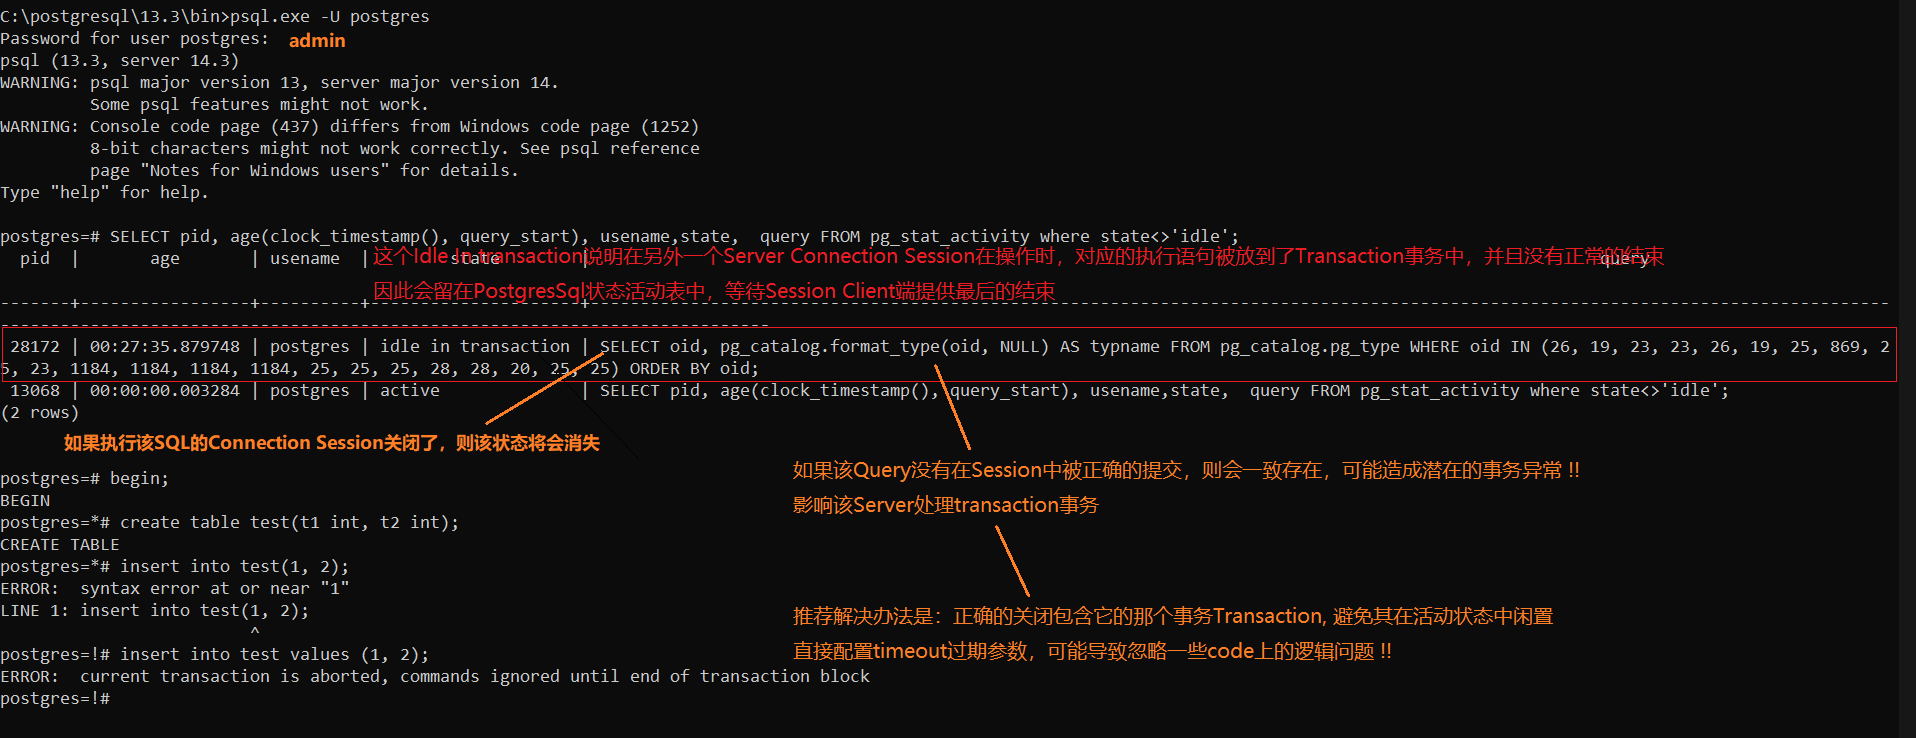 C:\postgresql\13.3\bin>psql.exe -U postgres
Password for user postgres: admin
psql (13.3, server 14.3)
WARNING: psql major version 13, server major version 14.
Some psql features might not work.
WARNING: Console code page (437) differs from Windows code page (1252)
8-bit characters might not work correctly. See psql reference
page "Notes for Windows users" for details.
Type "help" for help.
postgres=# SELECT pid, age(clock_timestamp(), query_start), usename,state,  query FROM pg_stat_activity where state<>'idle';
pid | age | usename | state | query
这个Idle In transaction 说明在另外一个Server Connection Session在操作时，对应的执行语句被放到了Transaction事务中，并且没有正常的结束
因此会留在PostgresSql状态活动表中，等待Session Client端提供最后的结束
28172 | 00:27:35.879748 | postgres | idle in transaction | SELECT oid, pg_catalog.format_type(oid, NULL) AS typname FROM pg_catalog.pg_type WHERE oid IN (26, 19, 23, 23, 26, 19, 25, 869, 2
5, 23, 1184, 1184, 1184, 1184, 25, 25, 25, 28, 28, 20, 25, 25) ORDER BY oid;
13068 | 00:00:00.003284 | postgres | active | SELECT pid, age(clock_timestamp(), query_start), usename,state,  query FROM pg_stat_activity where state<>'idle';
(2 rows)
如果执行该SQL的Connection Session关闭了，则该状态将会消失
如果该Query没有在Session中被正确的提交，则会一致存在，可能造成潜在的事务异常 !!
影响该Server处理transaction事务
postgres=# begin;
BEGIN
postgres=*# create table test(t1 int, t2 int);
CREATE TABLE
postgres=*# insert into test(1, 2);
ERROR:  syntax error at or near "1"
LINE 1: insert into test(1, 2);
^
postgres=!# insert into test values (1, 2);
ERROR:  current transaction is aborted, commands ignored until end of transaction block
postgres=!#
推荐解决办法是：正确的关闭包含它的那个事务Transaction, 避免其在活动状态中闲置
直接配置timeout过期参数，可能导致忽略一些code上的逻辑问题 !!